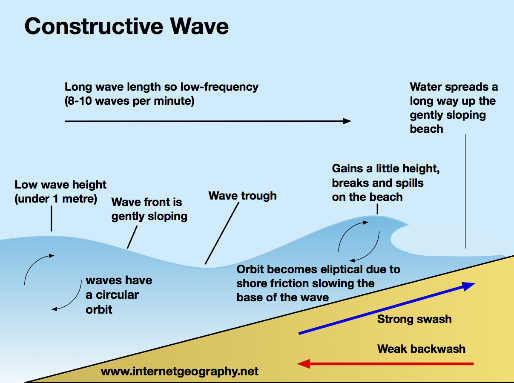 Constructive Wave
Long wave length so low-frequency
(8-10 waves per minute)
Water spreads a
long way up the
gently sloping
beach
Gains a little height,
breaks and spills
on the beach
Low wave height
(under 1 metre)
Wave front is
gently sloping
Wave trough
waves have
a circular
orbit
Orbit becomes eliptical due to
shore friction slowing the
base of the wave
Strong swash
Weak backwash
www.internetgeography.net